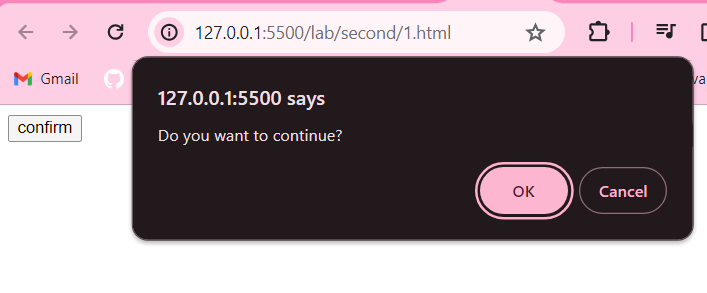 127.0.0.1:5500/lab/second/1.html
Gmail
va
confirm
127.0.0.1:5500 says
Do you want to continue?
OK
Cancel